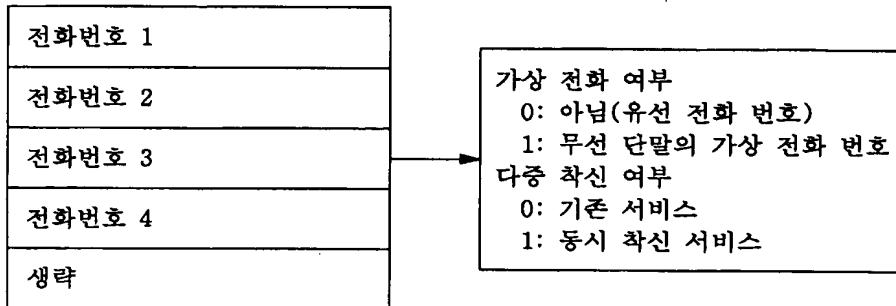 전화번호 1
전화번호 2
전화번호 3
전화번호 4
생략
가상 전화 여부
0: 아님(유선 전화 번호)
1: 무선 단말의 가상 전화 번호
다중 착신 여부
0: 기존 서비스
1: 동시 착신 서비스